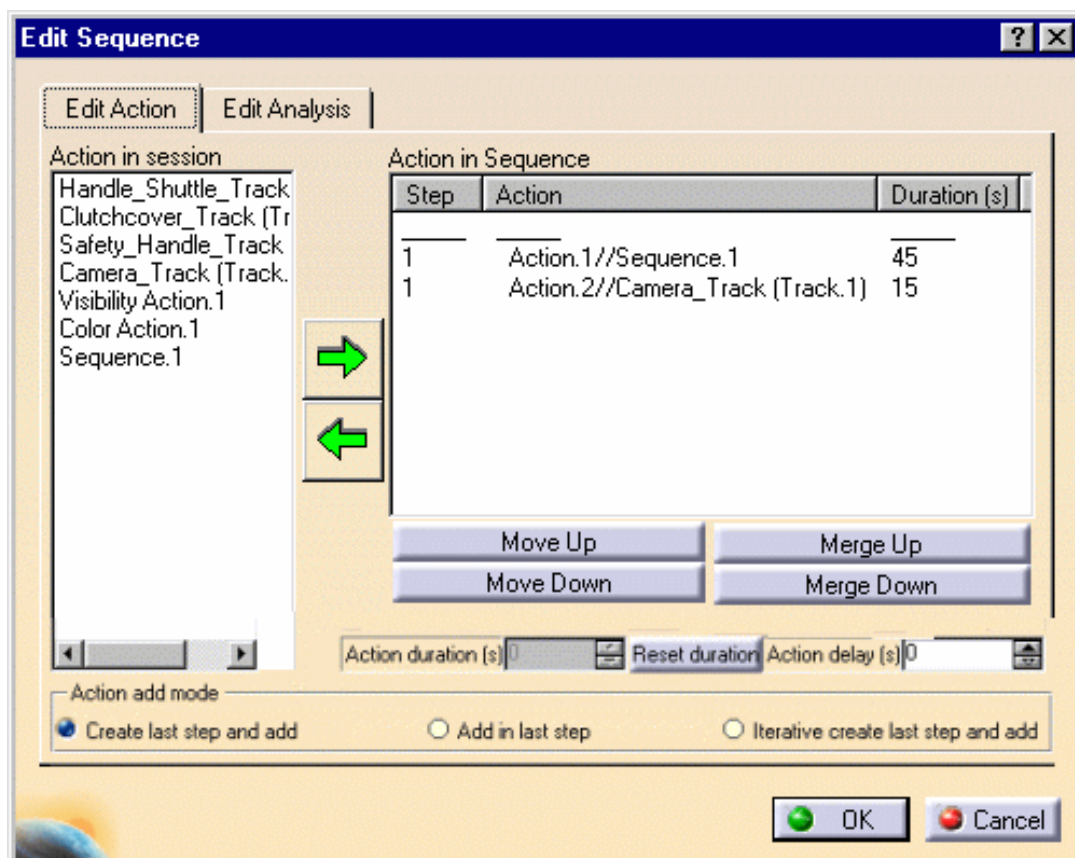 Edit Sequence
Edit Action Edit Analysis
Action in session
Handle_Shuttle_Track
Clutchcover_Track (Tr
Safety_Handle_Track
Camera_Track (Track.
Visibility Action.1
Color Action.1
Sequence.1
Action in Sequence
Step Action Duration (s)
1 Action.1//Sequence.1 45
1 Action.2//Camera_Track (Track.1) 15
Move Up Merge Up
Move Down Merge Down
Action duration (s) 0 Reset duration Action delay (s) 0
Action add mode
Create last step and add Add in last step Iterative create last step and add
OK Cancel